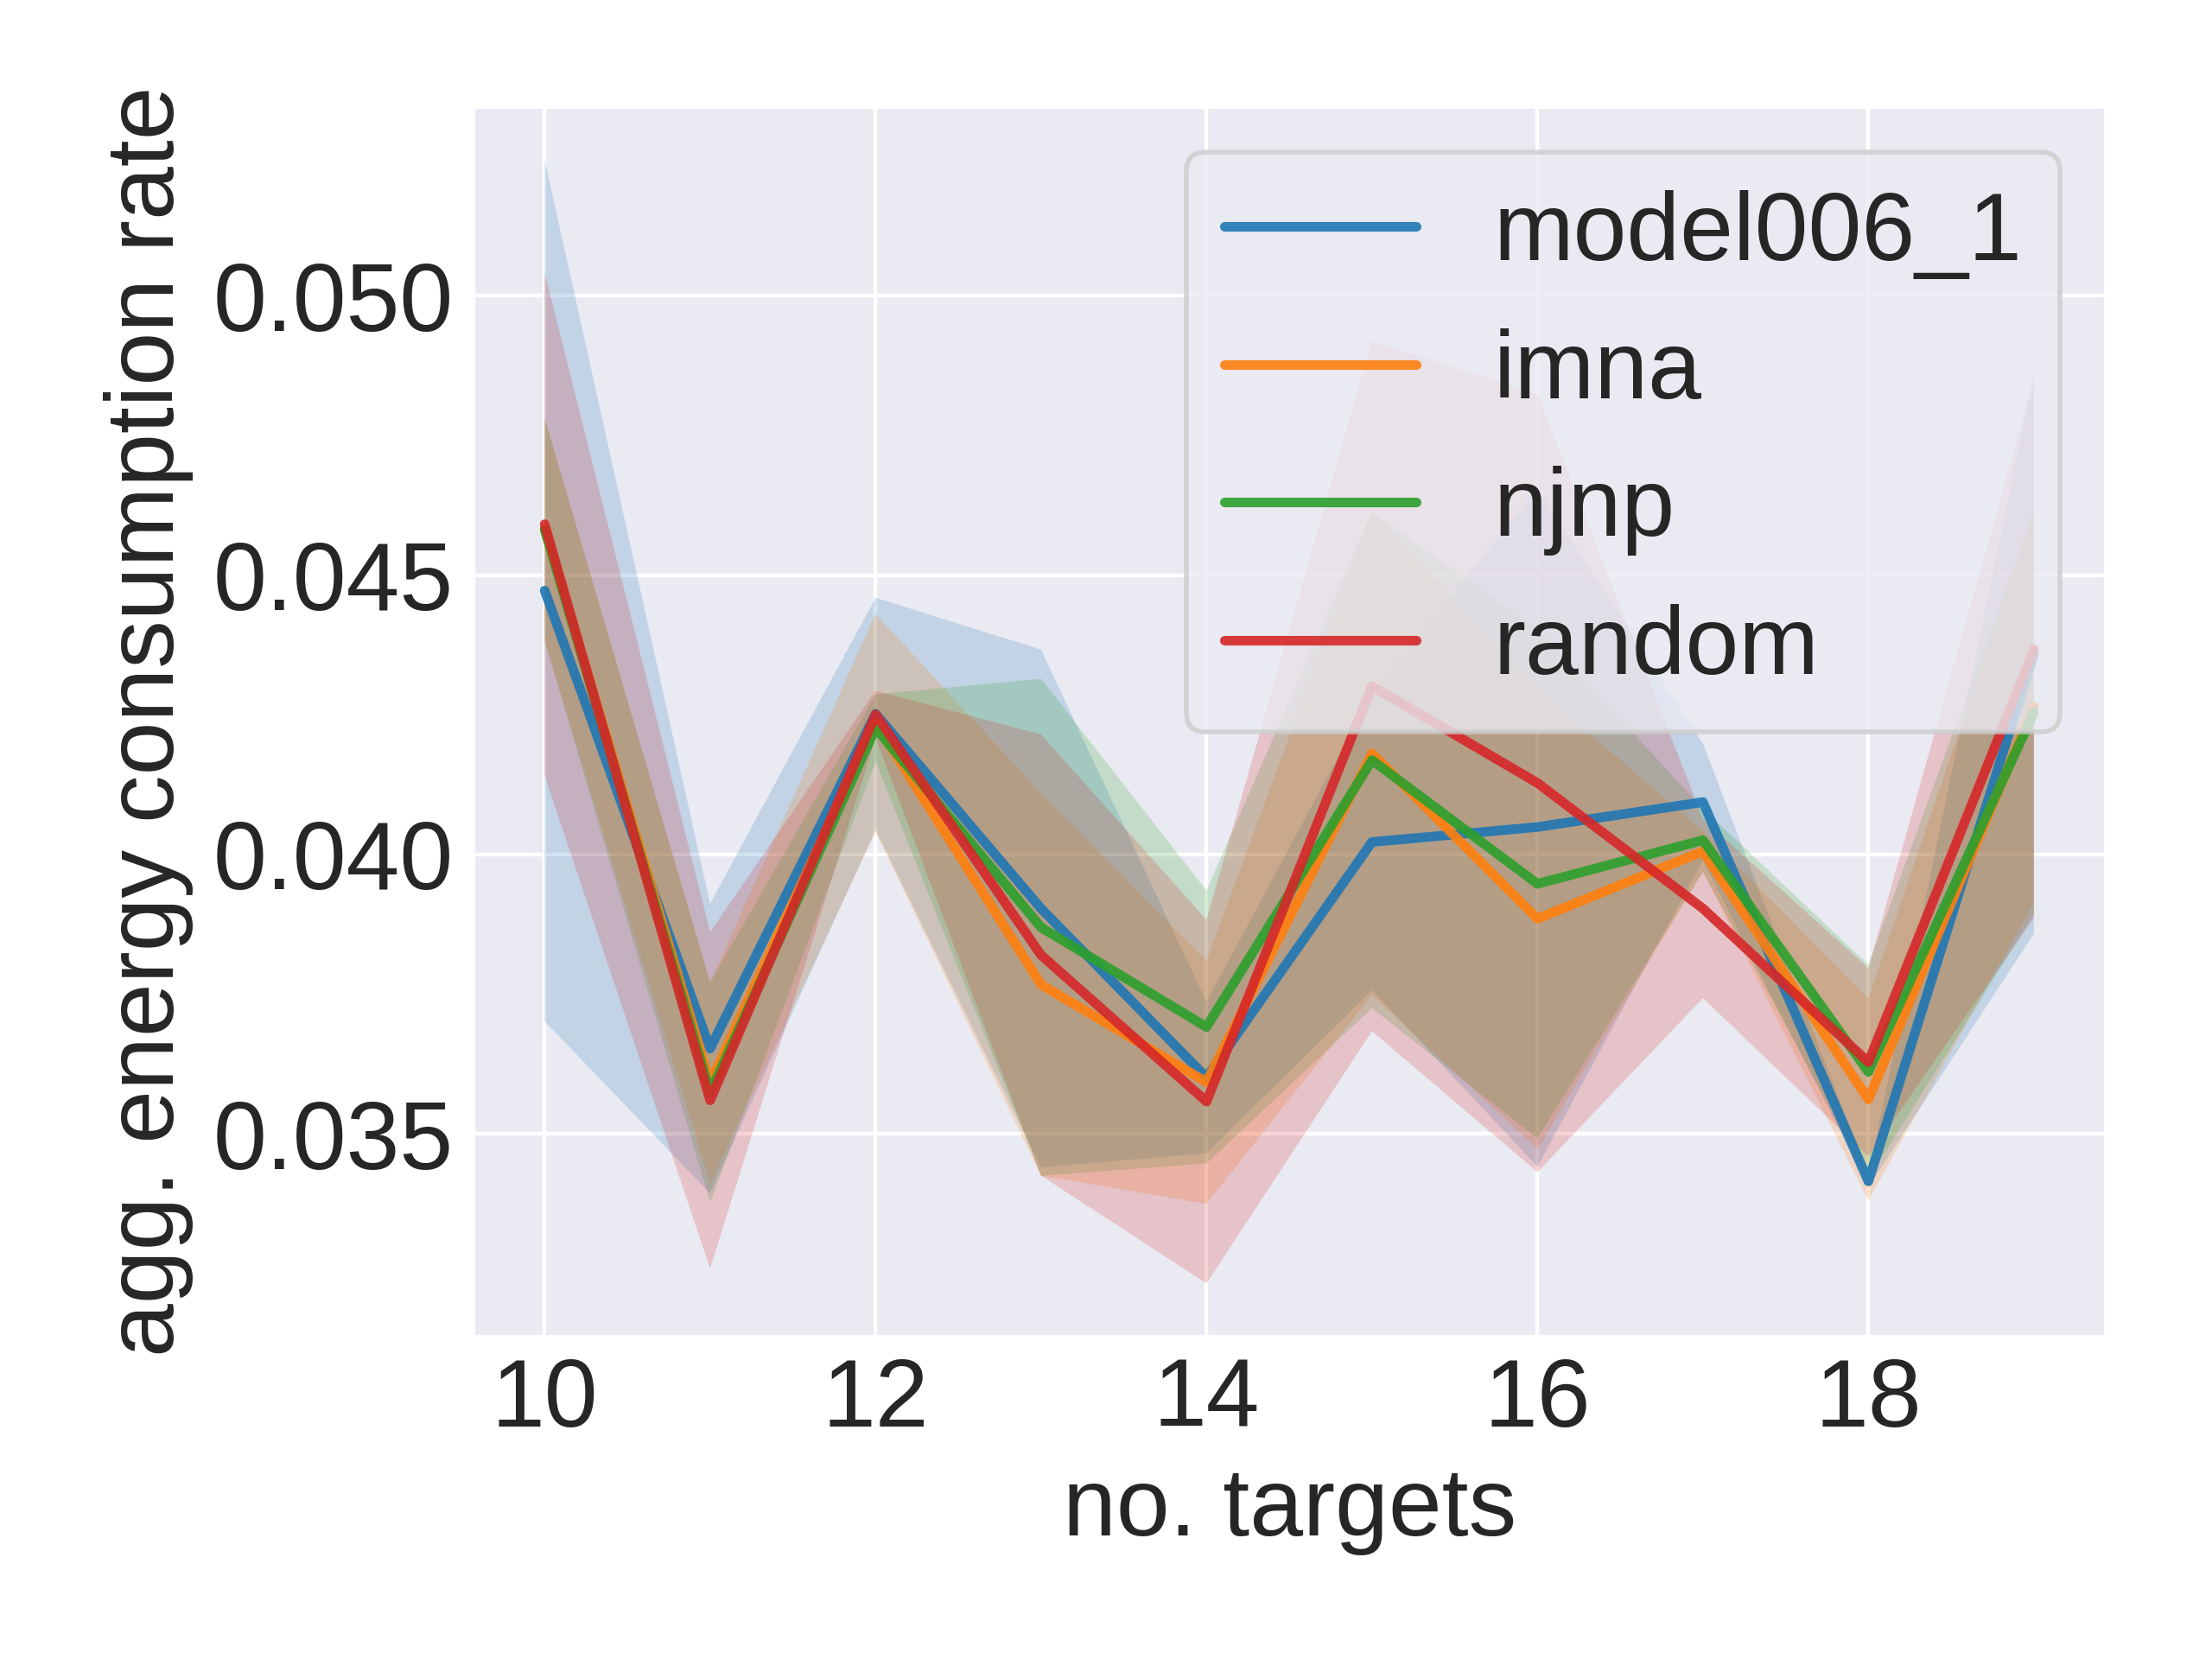 agg. energy consumption rate
0.050
0.045
0.040
0.035
model006_1
imna
njnp
random
10 12 14 16 18
no. targets